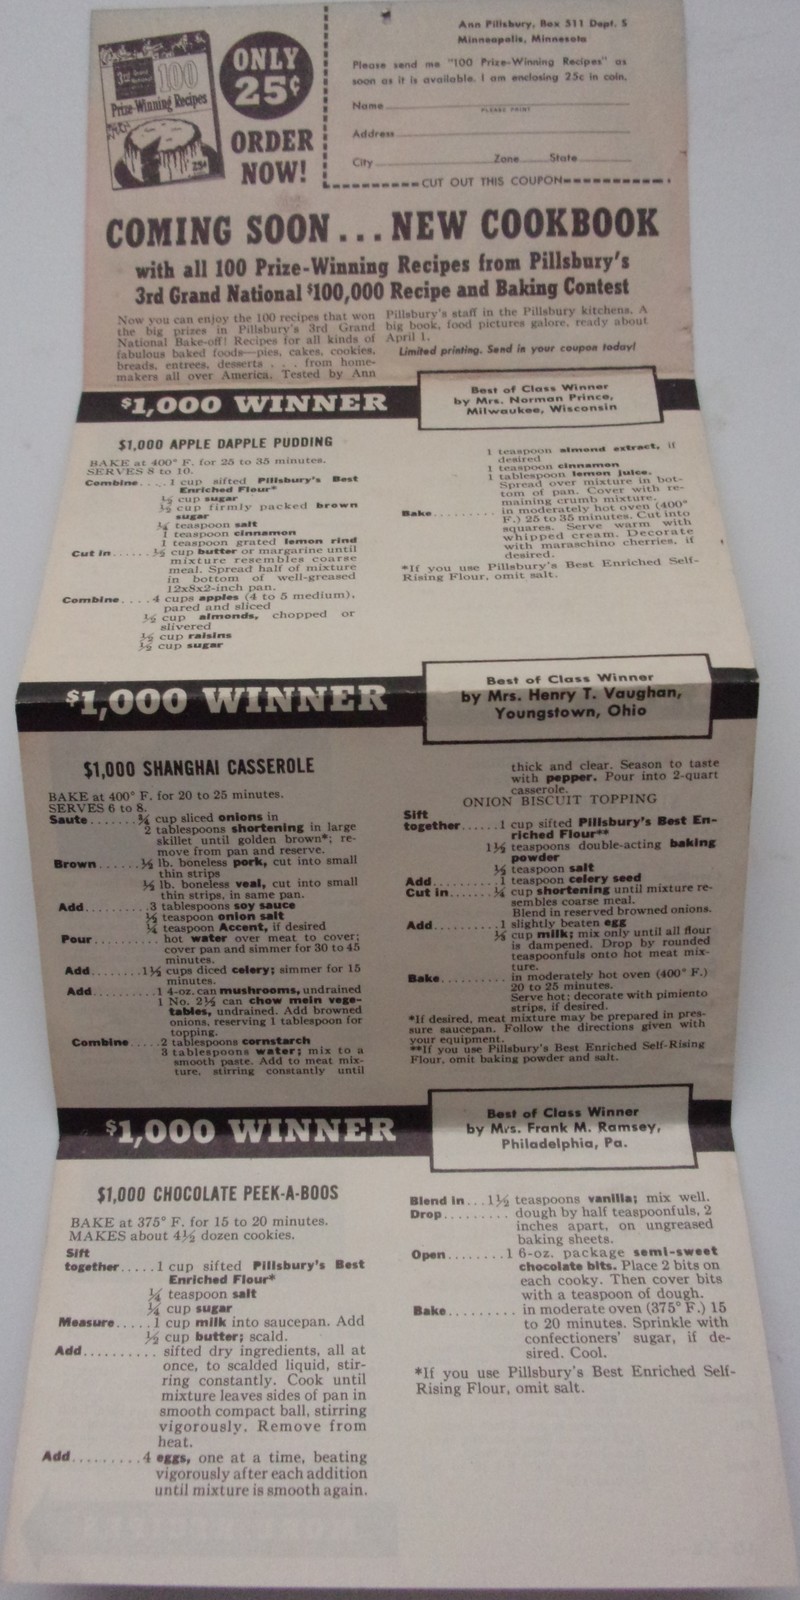 3rd Grand National
100
Prize-Winning Recipes
25¢
ONLY
25¢
ORDER
NOW!
Ann Pillsbury, Box 511 Dept. S
Minneapolis, Minnesota
Please send me "100 Prize-Winning Recipes" as
soon as it is available. I am enclosing 25c in coin.
Name
PLEASE PRINT
Address
City Zone State
CUT OUT THIS COUPON
COMING SOON . . . NEW COOKBOOK
with all 100 Prize-Winning Recipes from Pillsbury's
3rd Grand National $100,000 Recipe and Baking Contest
Now you can enjoy the 100 recipes that won
the big prizes in Pillsbury's 3rd Grand
National Bake-off! Recipes for all kinds of
fabulous baked foods—pies, cakes, cookies,
breads, entrees, desserts . . . from home-
makers all over America. Tested by Ann
Pillsbury's staff in the Pillsbury kitchens. A
big book, food pictures galore, ready about
April 1.
Limited printing. Send in your coupon today!
$1,000 WINNER
Best of Class Winner
by Mrs. Norman Prince,
Milwaukee, Wisconsin
$1,000 APPLE DAPPLE PUDDING
BAKE at 400° F. for 25 to 35 minutes.
SERVES 8 to 10.
Combine....1 cup sifted Pillsbury's Best
Enriched Flour*
½ cup sugar
½ cup firmly packed brown
sugar
¼ teaspoon salt
1 teaspoon cinnamon
1 teaspoon grated lemon rind
Cut in......½ cup butter or margarine until
mixture resembles coarse
meal. Spread half of mixture
in bottom of well-greased
12x8x2-inch pan.
Combine....4 cups apples (4 to 5 medium),
pared and sliced
½ cup almonds, chopped or
slivered
½ cup raisins
½ cup sugar
1 teaspoon almond extract, if
desired
1 teaspoon cinnamon
1 tablespoon lemon juice.
Spread over mixture in bot-
tom of pan. Cover with re-
maining crumb mixture.
Bake.........in moderately hot oven (400°
F.) 25 to 35 minutes. Cut into
squares. Serve warm with
whipped cream. Decorate
with maraschino cherries, if
desired.
*If you use Pillsbury's Best Enriched Self-
Rising Flour, omit salt.
$1,000 WINNER
Best of Class Winner
by Mrs. Henry T. Vaughan,
Youngstown, Ohio
$1,000 SHANGHAI CASSEROLE
BAKE at 400° F. for 20 to 25 minutes.
SERVES 6 to 8.
Saute.......¾ cup sliced onions in
2 tablespoons shortening in large
skillet until golden brown*; re-
move from pan and reserve.
Brown......½ lb. boneless pork, cut into small
thin strips
½ lb. boneless veal, cut into small
thin strips, in same pan.
Add.........3 tablespoons soy sauce
½ teaspoon onion salt
¼ teaspoon Accent, if desired
Pour.........hot water over meat to cover;
cover pan and simmer for 30 to 45
minutes.
Add.........1½ cups diced celery; simmer for 15
minutes.
Add.........1 4-oz. can mushrooms, undrained
1 No. 2½ can chow mein vege-
tables, undrained. Add browned
onions, reserving 1 tablespoon for
topping.
Combine....2 tablespoons cornstarch
3 tablespoons water; mix to a
smooth paste. Add to meat mix-
ture, stirring constantly until
thick and clear. Season to taste
with pepper. Pour into 2-quart
casserole.
ONION BISCUIT TOPPING
Sift
together......1 cup sifted Pillsbury's Best En-
riched Flour**
1½ teaspoons double-acting baking
powder
½ teaspoon salt
Add..........1 teaspoon celery seed
Cut in.......¼ cup shortening until mixture re-
sembles coarse meal.
Blend in reserved browned onions.
Add..........1 slightly beaten egg
⅓ cup milk; mix only until all flour
is dampened. Drop by rounded
teaspoonfuls onto hot meat mix-
ture.
Bake.........in moderately hot oven (400° F.)
20 to 25 minutes.
Serve hot; decorate with pimiento
strips, if desired.
*If desired, meat mixture may be prepared in pres-
sure saucepan. Follow the directions given with
your equipment.
**If you use Pillsbury's Best Enriched Self-Rising
Flour, omit baking powder and salt.
$1,000 WINNER
Best of Class Winner
by Mrs. Frank M. Ramsey,
Philadelphia, Pa.
$1,000 CHOCOLATE PEEK-A-BOOS
BAKE at 375° F. for 15 to 20 minutes.
MAKES about 4½ dozen cookies.
Sift
together.....1 cup sifted Pillsbury's Best
Enriched Flour*
¼ teaspoon salt
¼ cup sugar
Measure.....1 cup milk into saucepan. Add
½ cup butter; scald.
Add.......... sifted dry ingredients, all at
once, to scalded liquid, stir-
ring constantly. Cook until
mixture leaves sides of pan in
smooth compact ball, stirring
vigorously. Remove from
heat.
Add.........4 eggs, one at a time, beating
vigorously after each addition
until mixture is smooth again.
Blend in...1½ teaspoons vanilla; mix well.
Drop.........dough by half teaspoonfuls, 2
inches apart, on ungreased
baking sheets.
Open........1 6-oz. package semi-sweet
chocolate bits. Place 2 bits on
each cooky. Then cover bits
with a teaspoon of dough.
Bake.........in moderate oven (375° F.) 15
to 20 minutes. Sprinkle with
confectioners' sugar, if de-
sired. Cool.
*If you use Pillsbury's Best Enriched Self-
Rising Flour, omit salt.